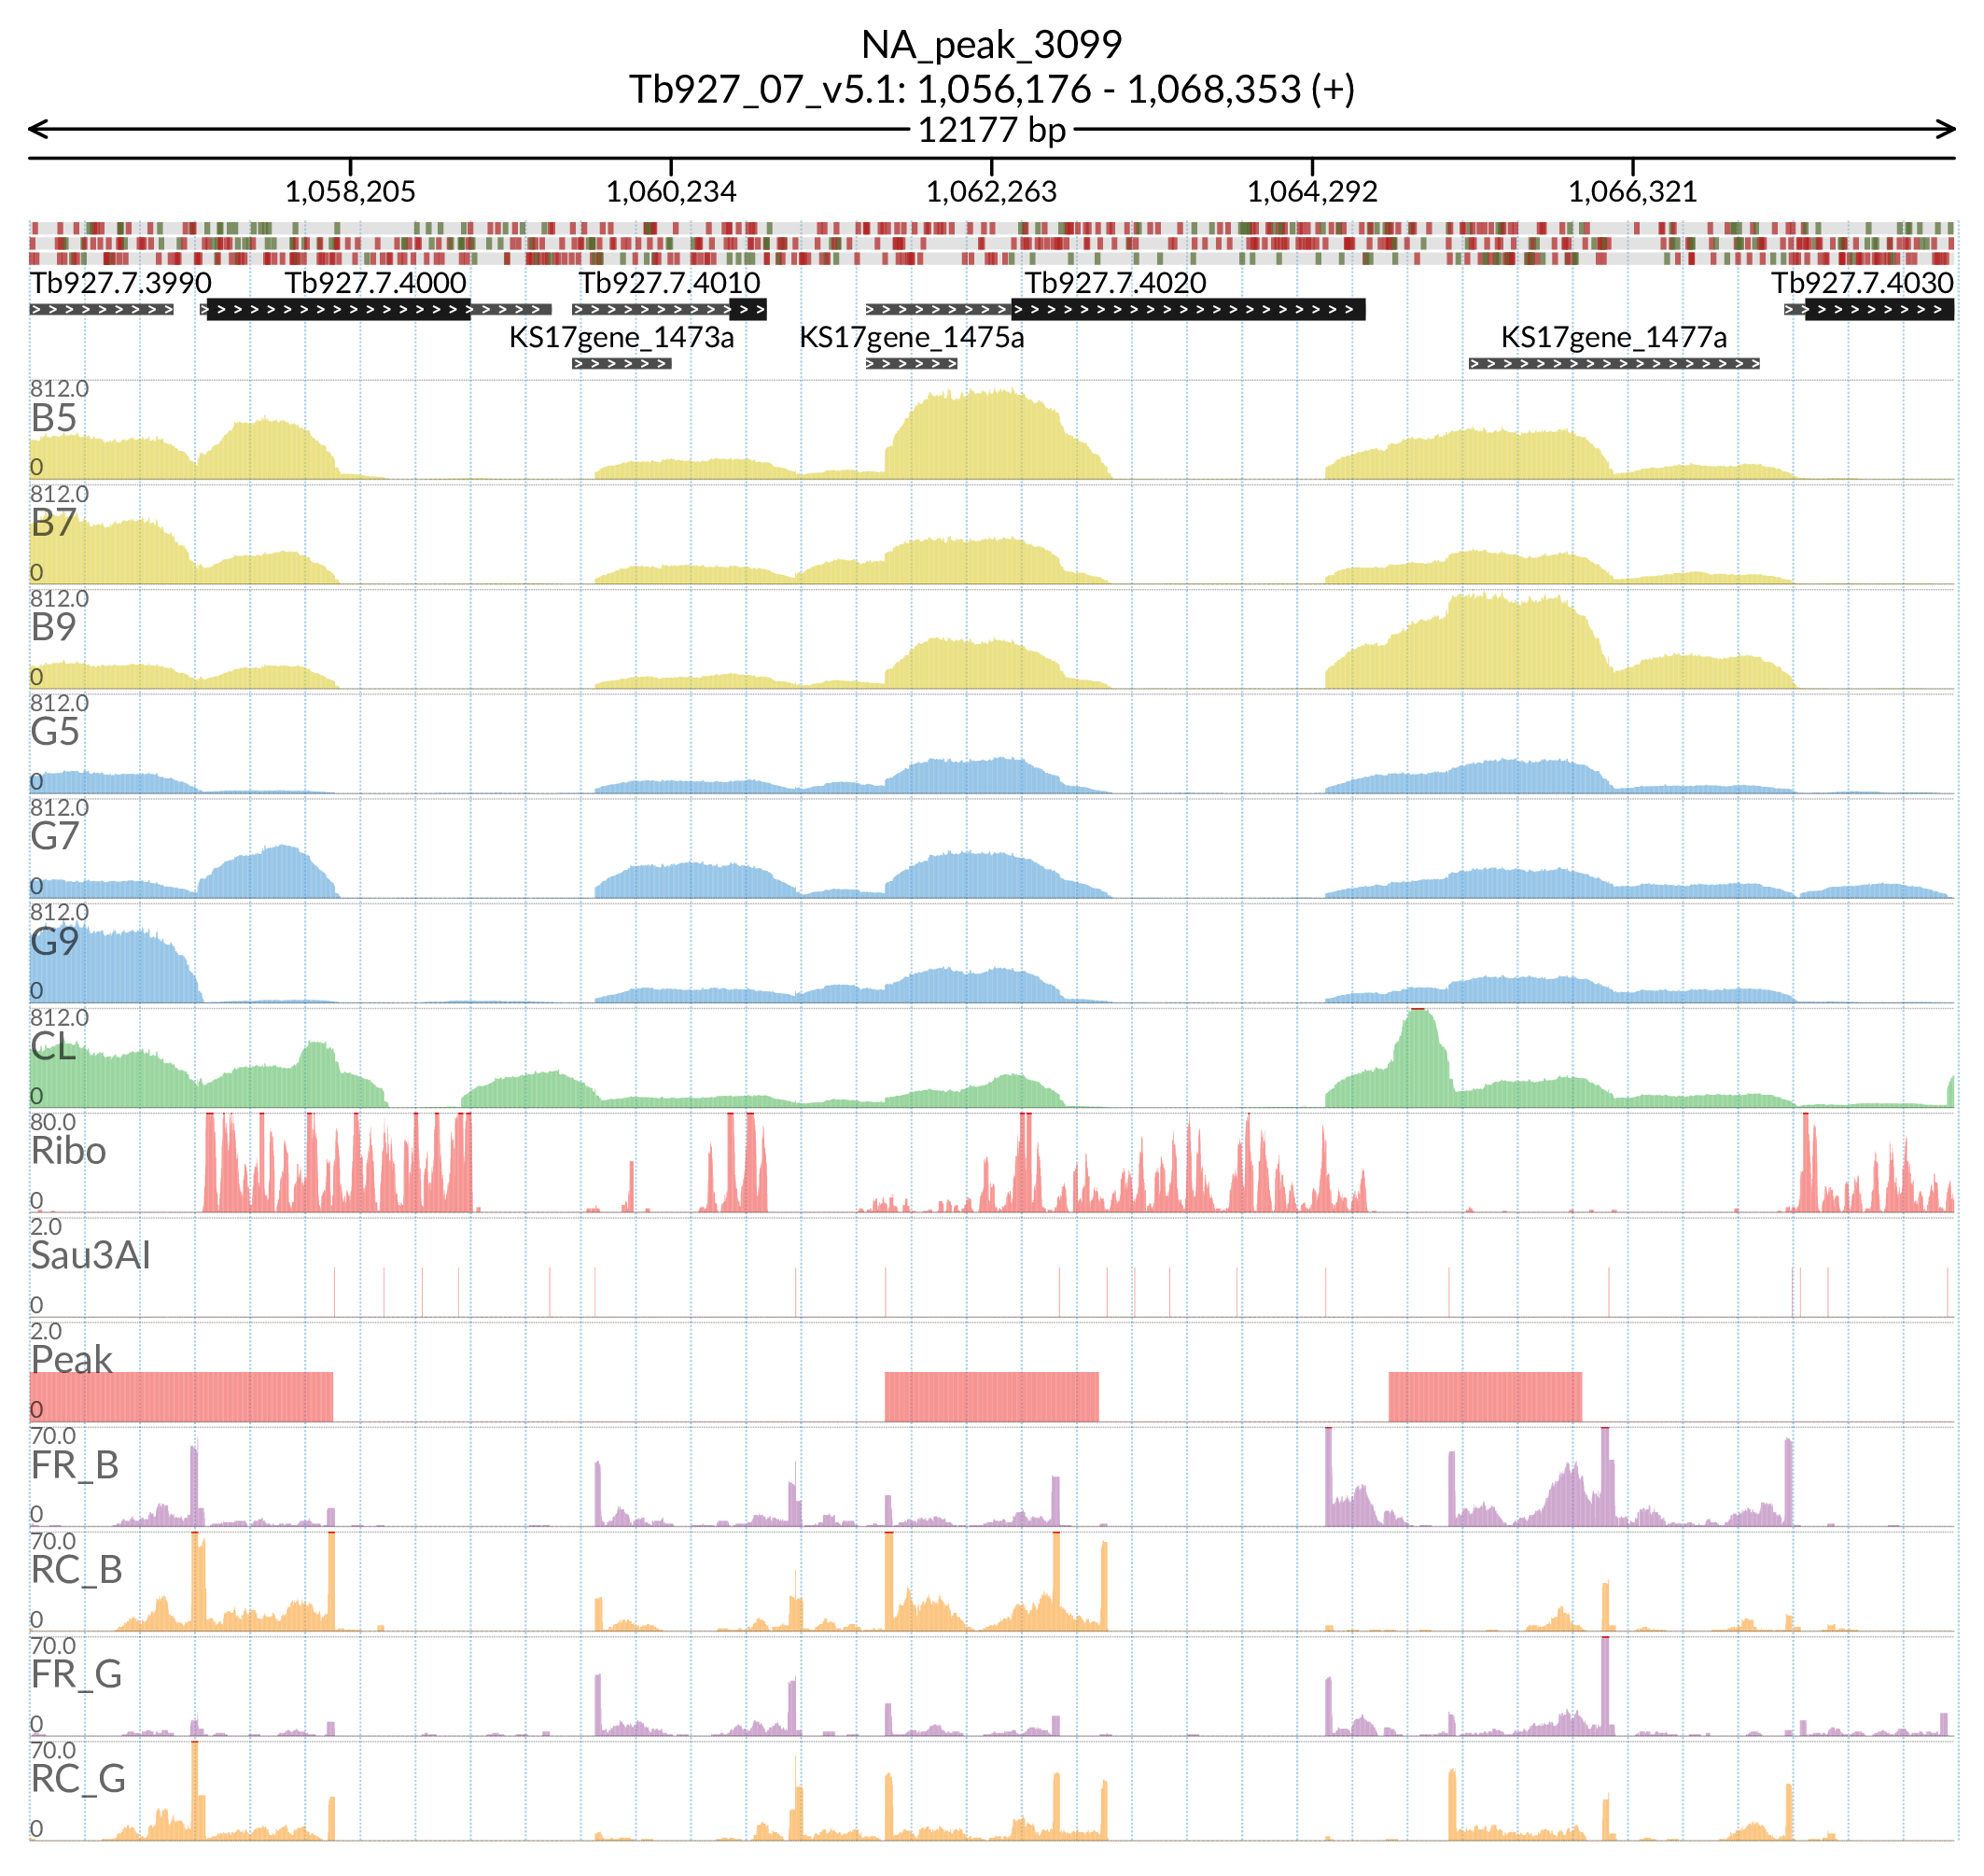 NA_peak_3099
Tb927_07_v5.1: 1,056,176 - 1,068,353 (+)
12177 bp
1,058,205 1,060,234 1,062,263 1,064,292 1,066,321
Tb927.7.3990 Tb927.7.4000 Tb927.7.4010 Tb927.7.4020 Tb927.7.4030
KS17gene_1473a KS17gene_1475a KS17gene_1477a
812.0
B5
0
812.0
B7
0
812.0
B9
0
812.0
G5
0
812.0
G7
0
812.0
G9
0
812.0
CL
0
80.0
Ribo
0
2.0
Sau3AI
0
2.0
Peak
0
70.0
FR_B
0
70.0
RC_B
0
70.0
FR_G
0
70.0
RC_G
0